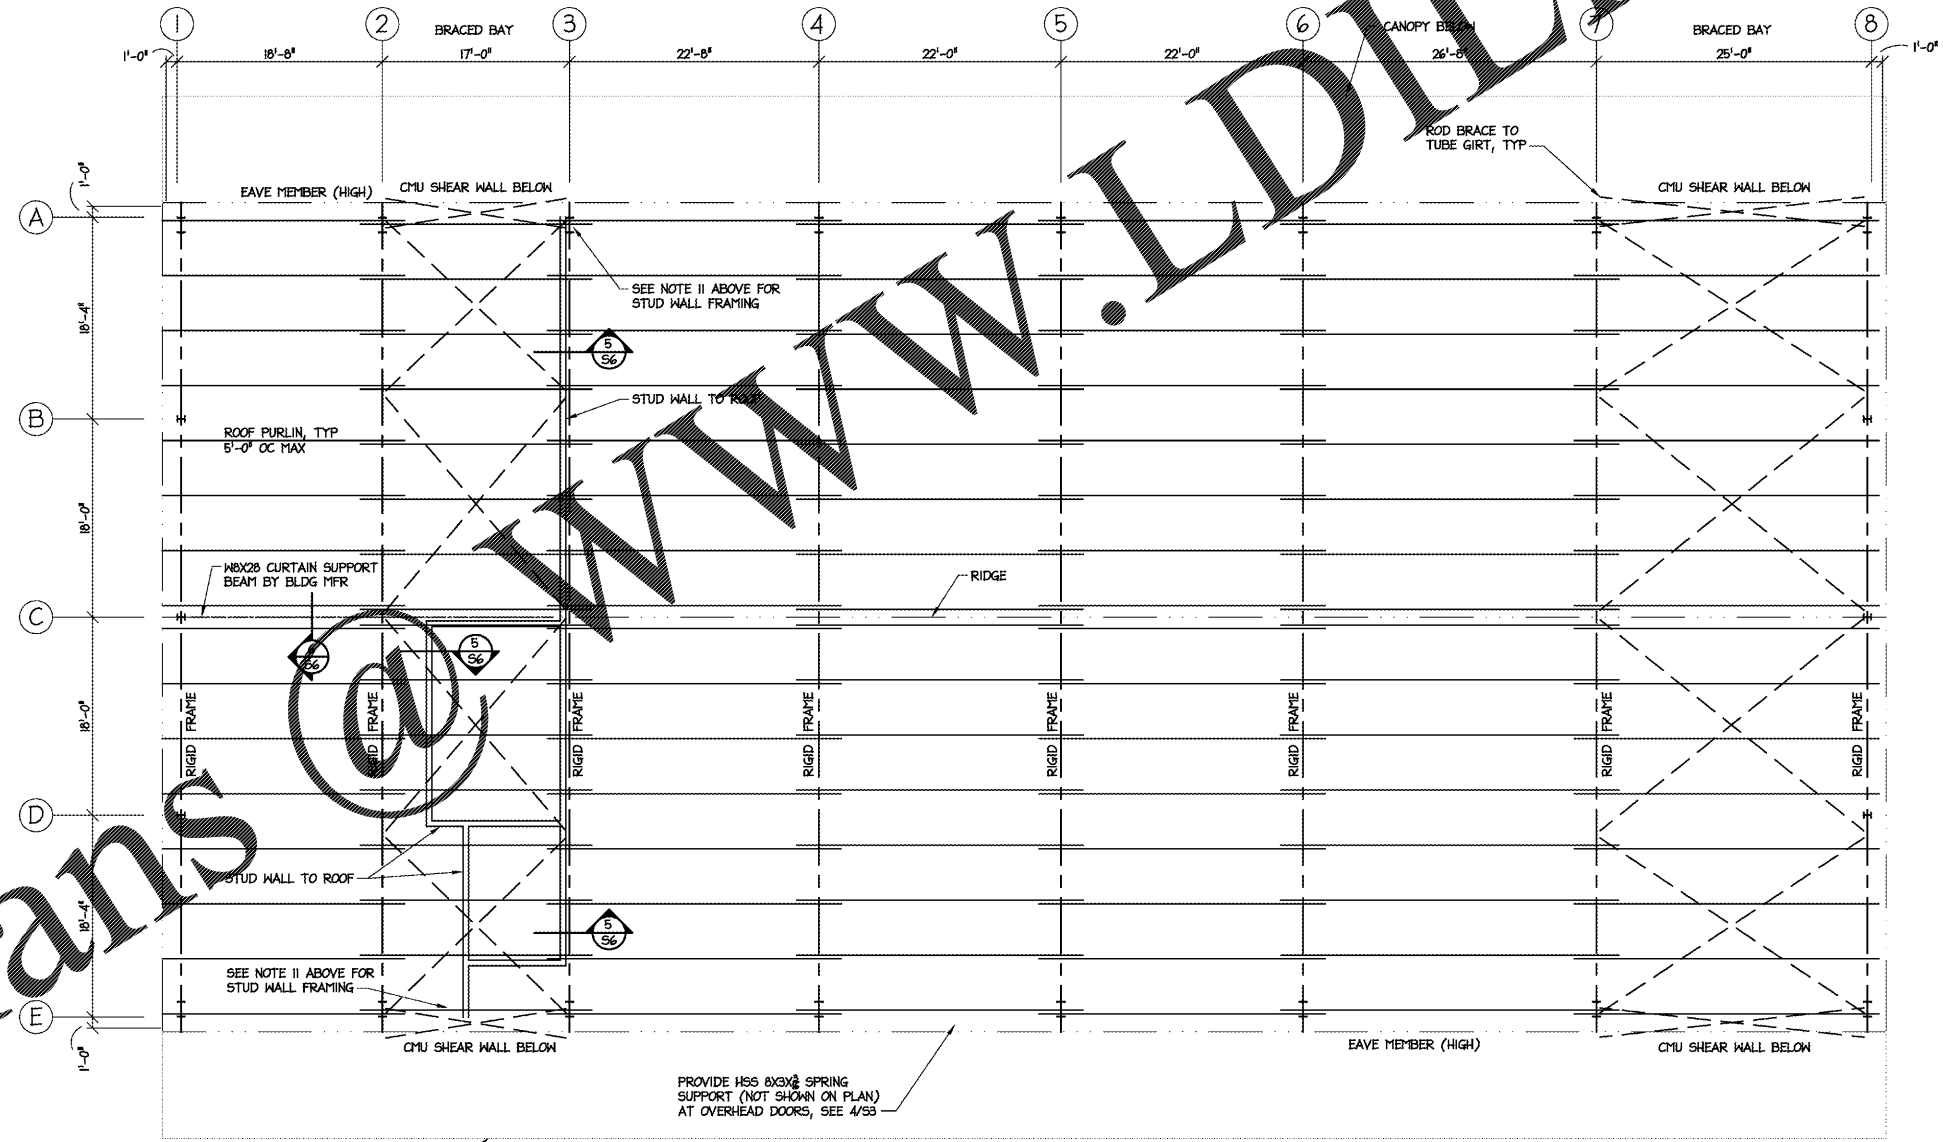 1 2 3 4 5 6 7 8
BRACED BAY
CANOPY BELOW
BRACED BAY
1'-0" 18'-8" 17'-0" 22'-8" 22'-0" 22'-0" 26'-8" 25'-0" 1'-0"
ROD BRACE TO
TUBE GIRT, TYP
1'-0"
EAVE MEMBER (HIGH)
CMU SHEAR WALL BELOW
CMU SHEAR WALL BELOW
A
SEE NOTE 11 ABOVE FOR
STUD WALL FRAMING
18'-4"
5
S6
STUD WALL TO ROOF
B
ROOF PURLIN, TYP
5'-0" OC MAX
18'-0"
W8X28 CURTAIN SUPPORT
BEAM BY BLDG MFR
RIDGE
C
5
S6
S6
18'-0"
RIGID FRAME
RIGID FRAME
RIGID FRAME
RIGID FRAME
RIGID FRAME
RIGID FRAME
RIGID FRAME
RIGID FRAME
D
STUD WALL TO ROOF
18'-4"
5
S6
SEE NOTE 11 ABOVE FOR
STUD WALL FRAMING
E
1'-0"
CMU SHEAR WALL BELOW
EAVE MEMBER (HIGH)
CMU SHEAR WALL BELOW
PROVIDE HSS 8X3X SPRING
SUPPORT (NOT SHOWN ON PLAN)
AT OVERHEAD DOORS, SEE 4/S3
ans @ www.LDI